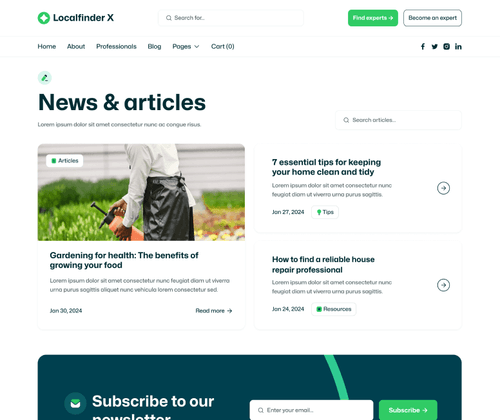 Localfinder X
Search for...
Find experts →
Become an expert
Home
About
Professionals
Blog
Pages
Cart (0)
News & articles
Lorem ipsum dolor sit amet consectetur nunc ac congue risus.
Search articles...
Articles
Gardening for health: The benefits of
growing your food
Lorem ipsum dolor sit amet consectetur nunc feugiat diam ut viverra
urna purus sagittis aliquet nunc vehicula lorem consectetur sed.
Jan 30, 2024
Read more →
7 essential tips for keeping
your home clean and tidy
Lorem ipsum dolor sit amet consectetur nunc
feugiat diam ut viverra urna purus sagittis.
Jan 27, 2024
Tips
How to find a reliable house
repair professional
Lorem ipsum dolor sit amet consectetur nunc
feugiat diam ut viverra urna purus sagittis.
Jan 24, 2024
Resources
Subscribe to our
newsletter
Enter your email...
Subscribe →